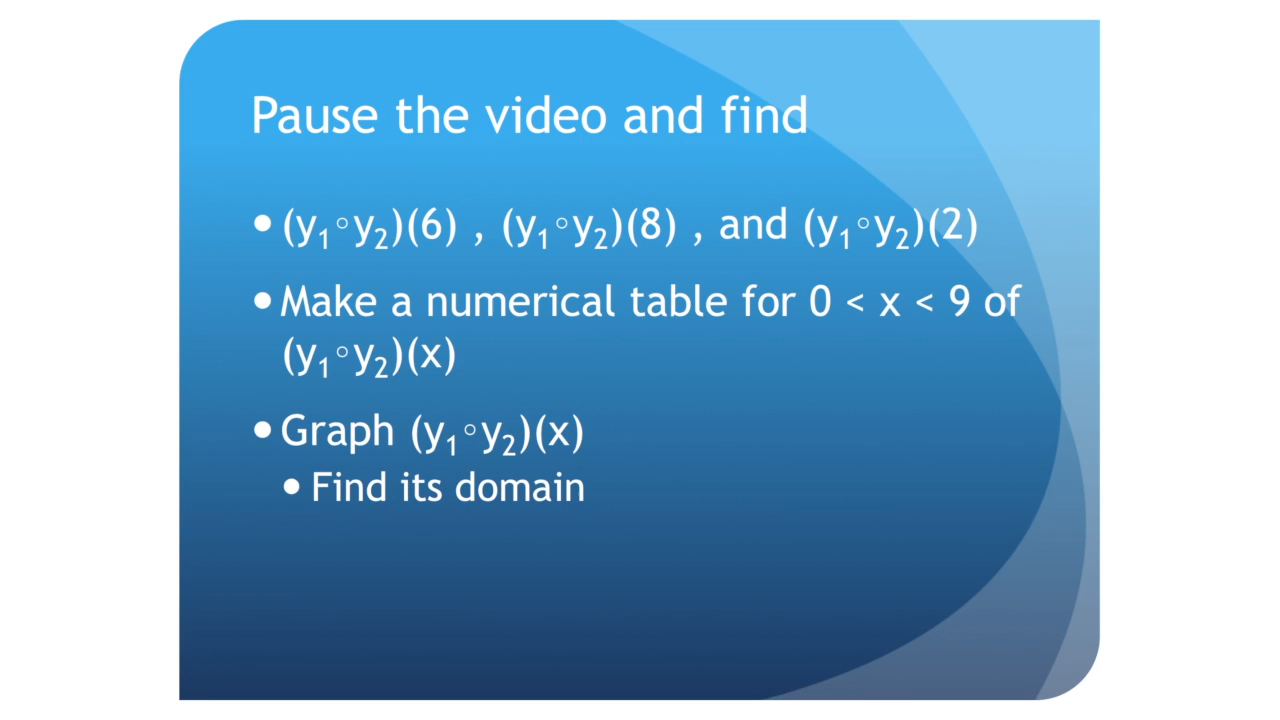 Pause the video and find
• (y₁◦y₂)(6) , (y₁◦y₂)(8) , and (y₁◦y₂)(2)
• Make a numerical table for 0 < x < 9 of
(y₁◦y₂)(x)
• Graph (y₁◦y₂)(x)
• Find its domain